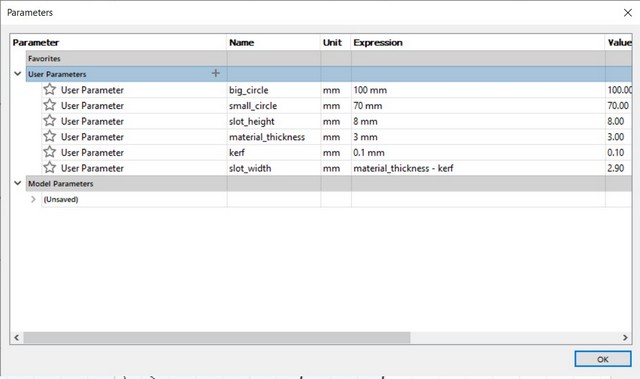 Parameters
Parameter Name Unit Expression Value
Favorites
User Parameters +
User Parameter big_circle mm 100 mm 100.00
User Parameter small_circle mm 70 mm 70.00
User Parameter slot_height mm 8 mm 8.00
User Parameter material_thickness mm 3 mm 3.00
User Parameter kerf mm 0.1 mm 0.10
User Parameter slot_width mm material_thickness - kerf 2.90
Model Parameters
(Unsaved)
OK